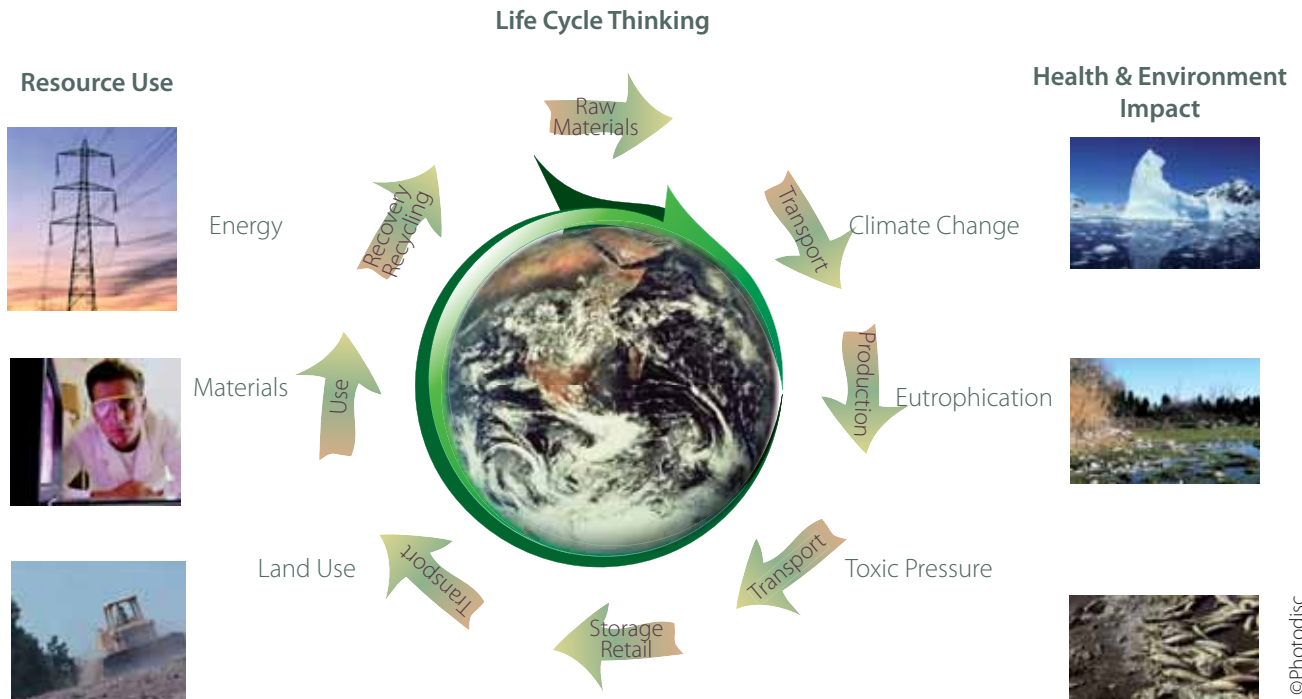 Life Cycle Thinking
Resource Use
Health & Environment
Impact
Raw
Materials
Transport
Recovery
Recycling
Energy
Climate Change
Production
Use
Materials
Eutrophication
Transport
Land Use
Transport
Toxic Pressure
Storage
Retail
©Photodisc